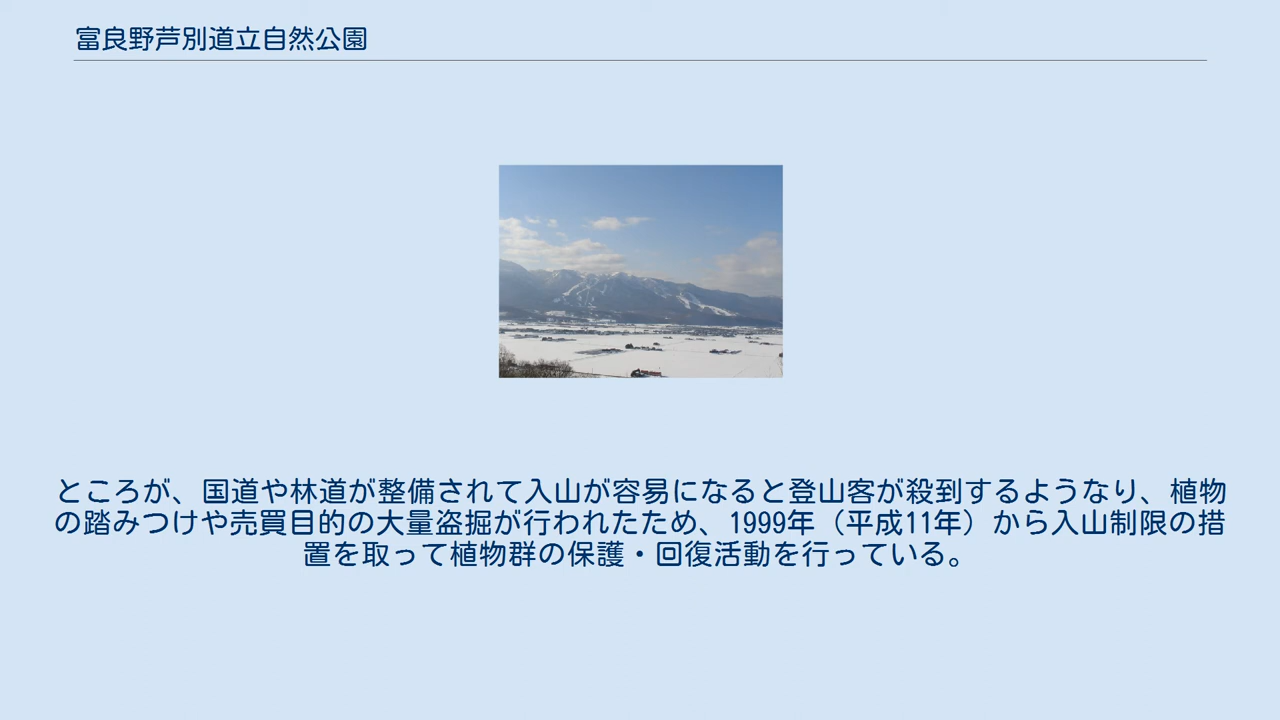 富良野芦別道立自然公園
ところが、国道や林道が整備されて入山が容易になると登山客が殺到するようなり、植物
の踏みつけや売買目的の大量盗掘が行われたため、1999年（平成11年）から入山制限の措
置を取って植物群の保護・回復活動を行っている。